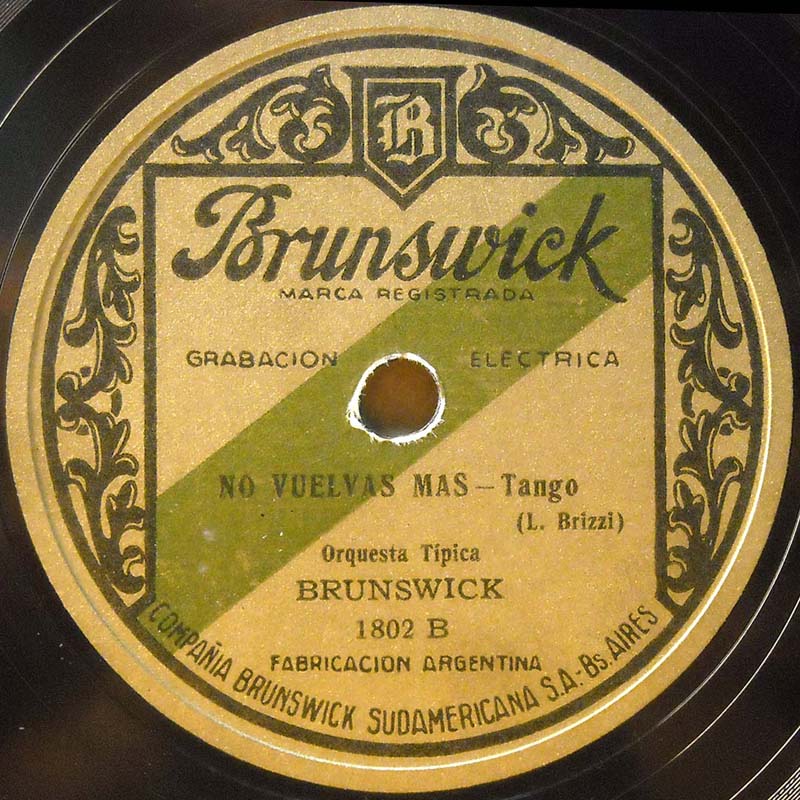 B
Brunswick
MARCA REGISTRADA
GRABACION ELECTRICA
NO VUELVAS MAS – Tango
(L. Brizzi)
Orquesta Típica
BRUNSWICK
1802 B
FABRICACION ARGENTINA
COMPAÑIA BRUNSWICK SUDAMERICANA S.A.-Bs. AIRES